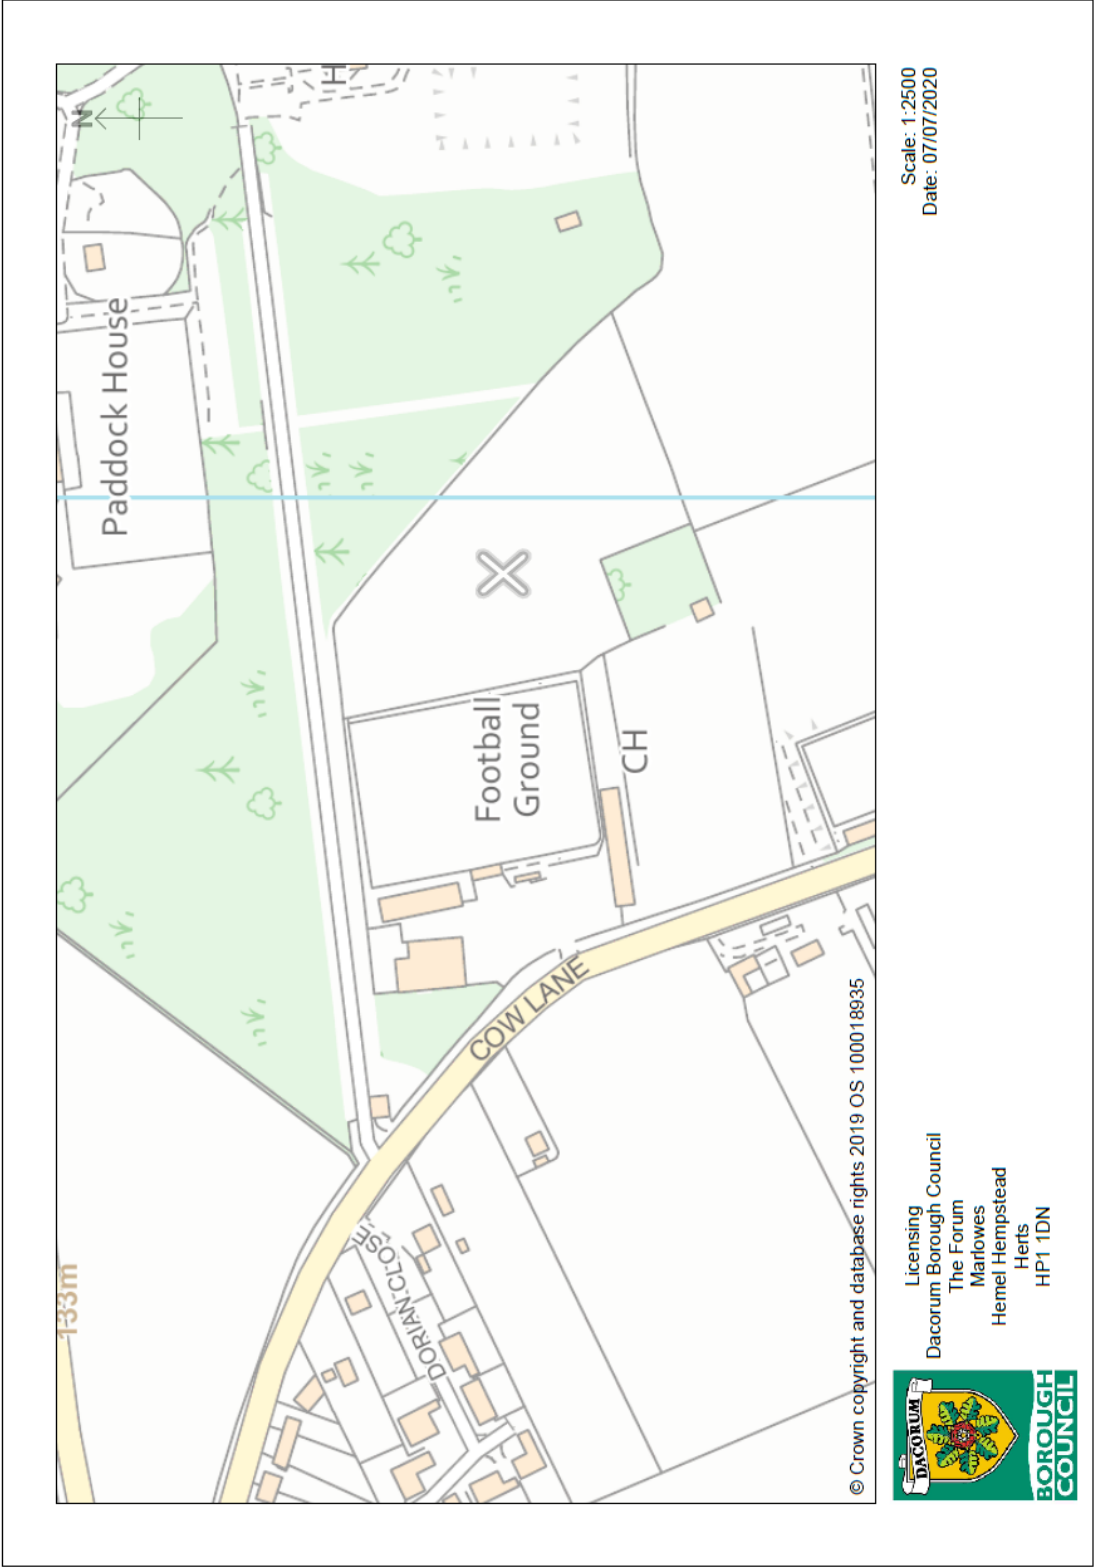 N
H
Paddock House
Football
Ground
CH
COW LANE
DORIAN CLOSE
133m
© Crown copyright and database rights 2019 OS 100018935
Scale: 1:2500
Date: 07/07/2020
DACORUM
BOROUGH
COUNCIL
Licensing
Dacorum Borough Council
The Forum
Marlowes
Hemel Hempstead
Herts
HP1 1DN